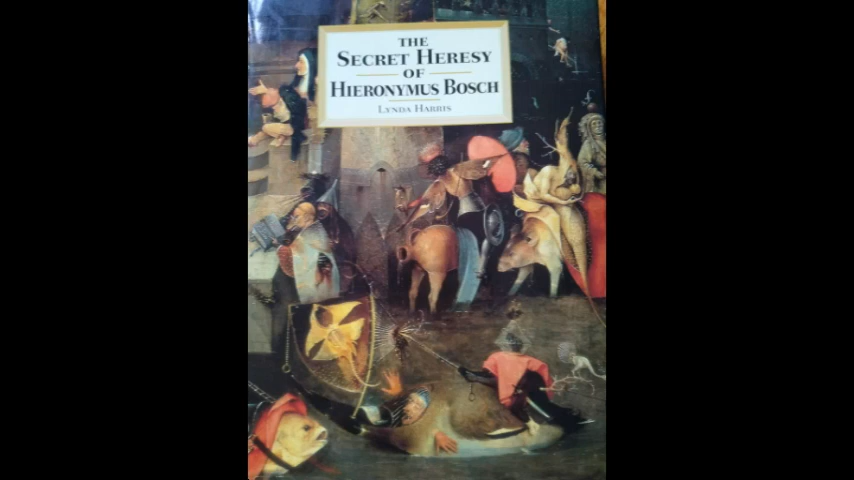 THE
SECRET HERESY
OF
HIERONYMUS BOSCH
LYNDA HARRIS